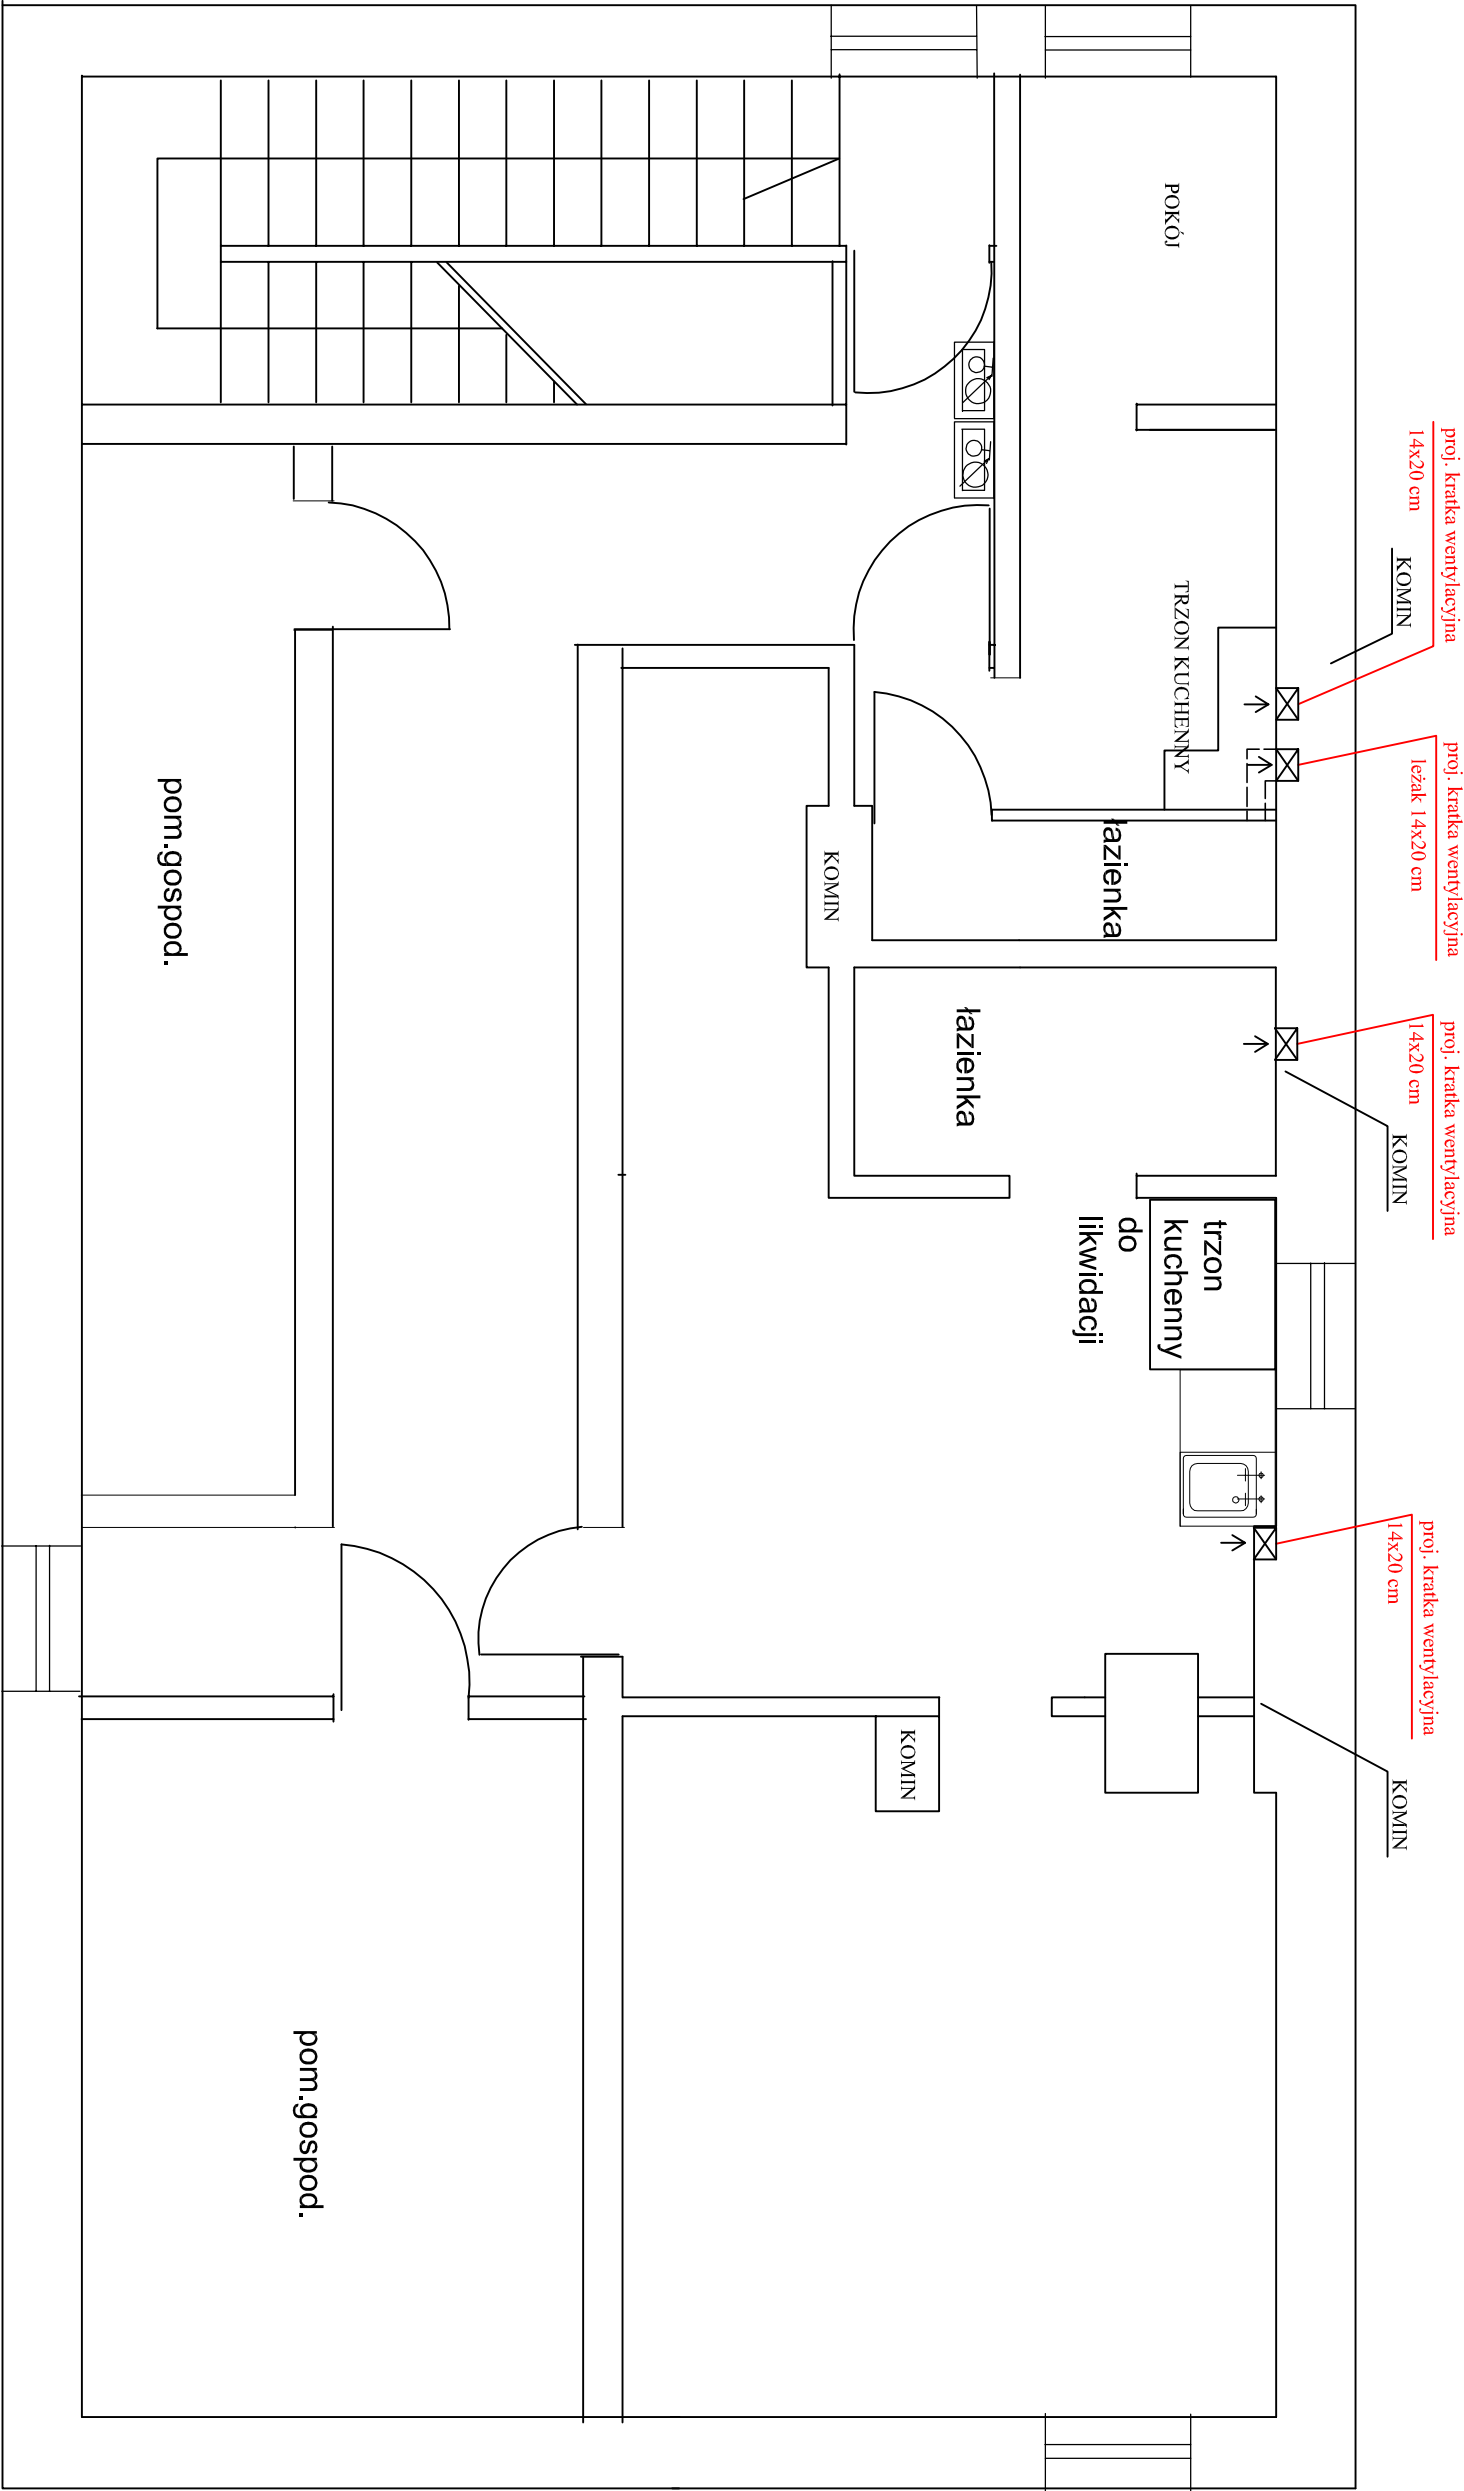 proj. kratka wentylacyjna
14x20 cm
KOMIN
proj. kratka wentylacyjna
leżak 14x20 cm
proj. kratka wentylacyjna
14x20 cm
KOMIN
proj. kratka wentylacyjna
14x20 cm
KOMIN
POKÓJ
TRZON KUCHENNY
łazienka
trzon
kuchenny
do
likwidacji
łazienka
KOMIN
KOMIN
pom.gospod.
pom.gospod.